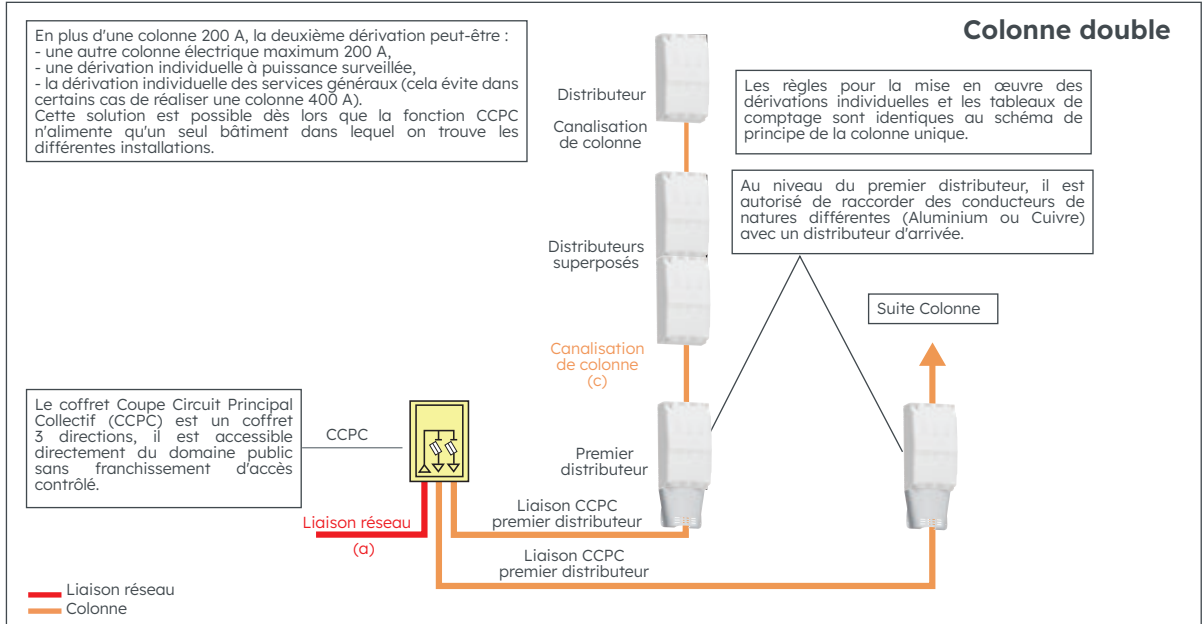 Colonne double
En plus d'une colonne 200 A, la deuxième dérivation peut-être :
- une autre colonne électrique maximum 200 A,
- une dérivation individuelle à puissance surveillée,
- la dérivation individuelle des services généraux (cela évite dans
certains cas de réaliser une colonne 400 A).
Cette solution est possible dès lors que la fonction CCPC
n'alimente qu'un seul bâtiment dans lequel on trouve les
différentes installations.
Distributeur
Canalisation
de colonne
Les règles pour la mise en œuvre des
dérivations individuelles et les tableaux de
comptage sont identiques au schéma de
principe de la colonne unique.
Au niveau du premier distributeur, il est
autorisé de raccorder des conducteurs de
natures différentes (Aluminium ou Cuivre)
avec un distributeur d'arrivée.
Distributeurs
superposés
Suite Colonne
Canalisation
de colonne
(c)
Le coffret Coupe Circuit Principal
Collectif (CCPC) est un coffret
3 directions, il est accessible
directement du domaine public
sans franchissement d'accès
contrôlé.
CCPC
Premier
distributeur
Liaison réseau
(a)
Liaison CCPC
premier distributeur
Liaison CCPC
premier distributeur
Liaison réseau
Colonne